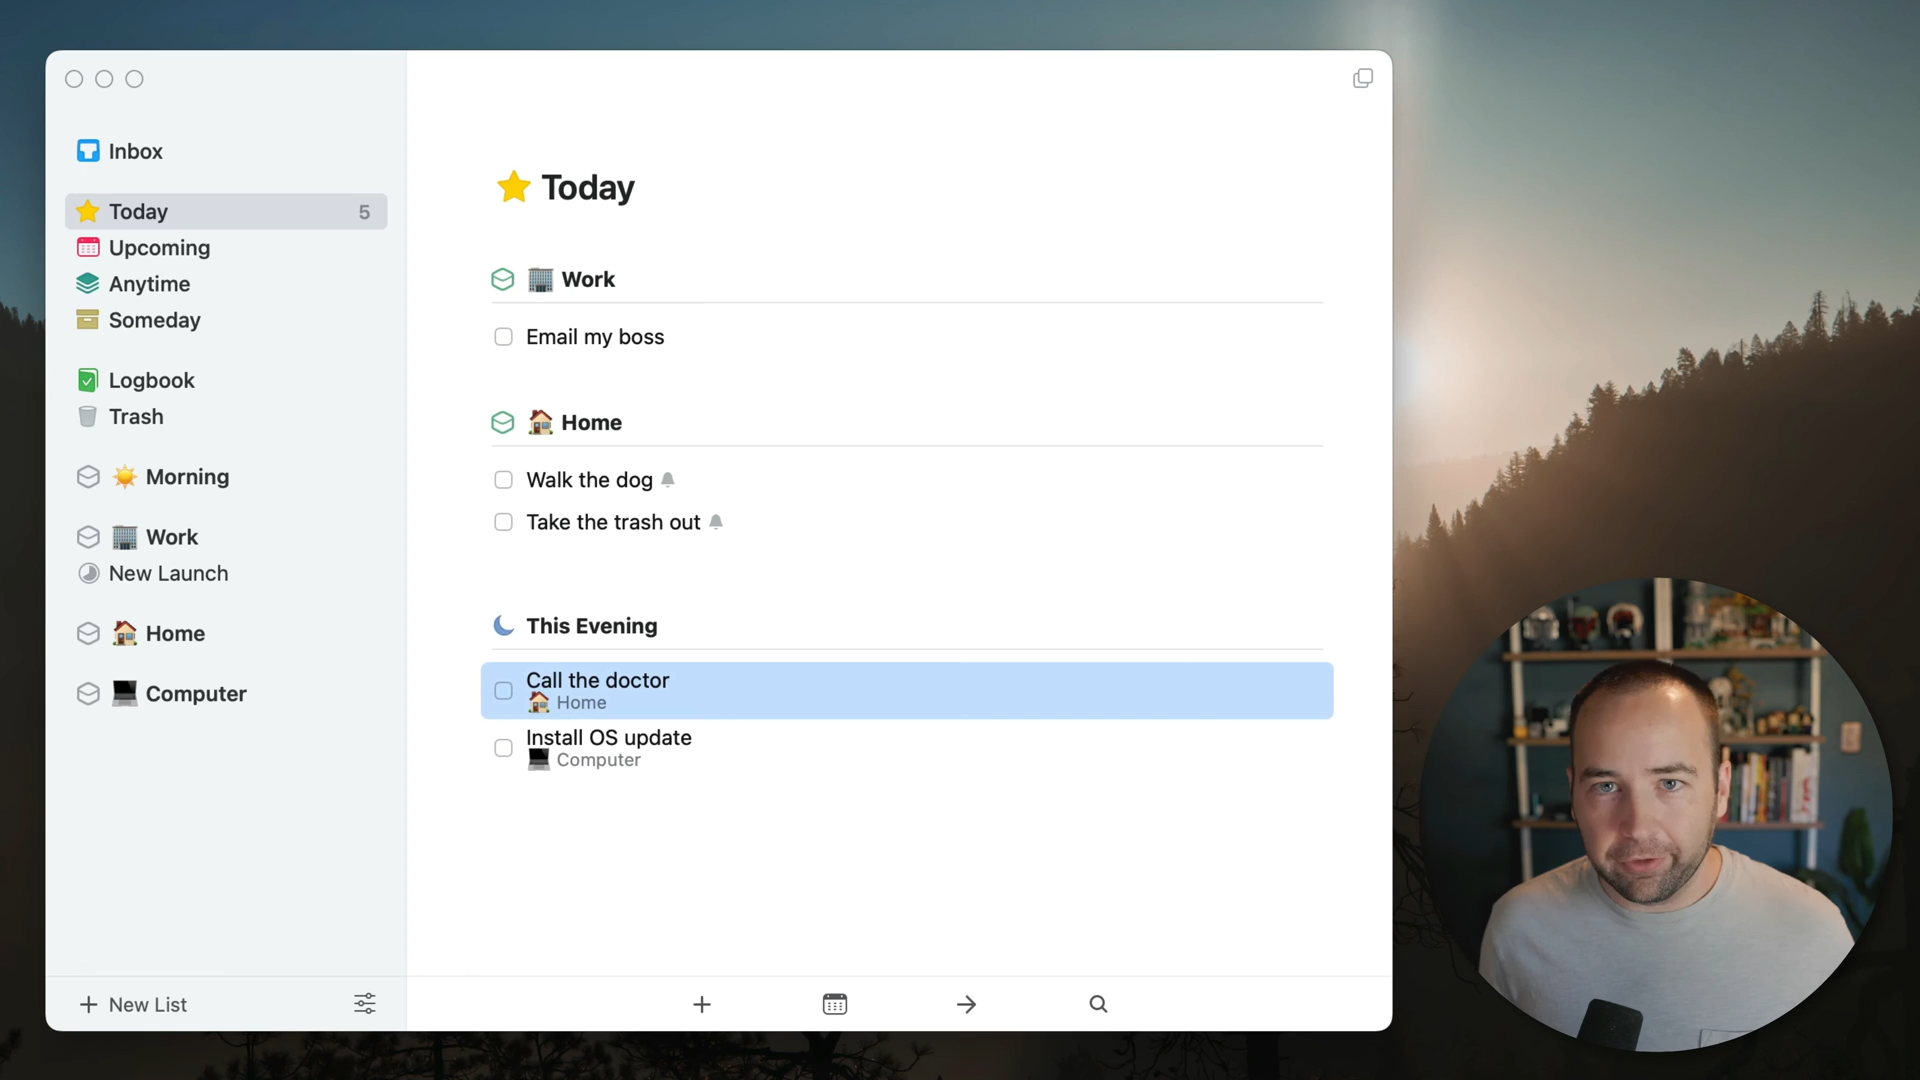 Inbox
Today 5
Upcoming
Anytime
Someday
Logbook
Trash
Morning
Work
New Launch
Home
Computer
New List
Today
Work
Email my boss
Home
Walk the dog
Take the trash out
This Evening
Call the doctor
Home
Install OS update
Computer